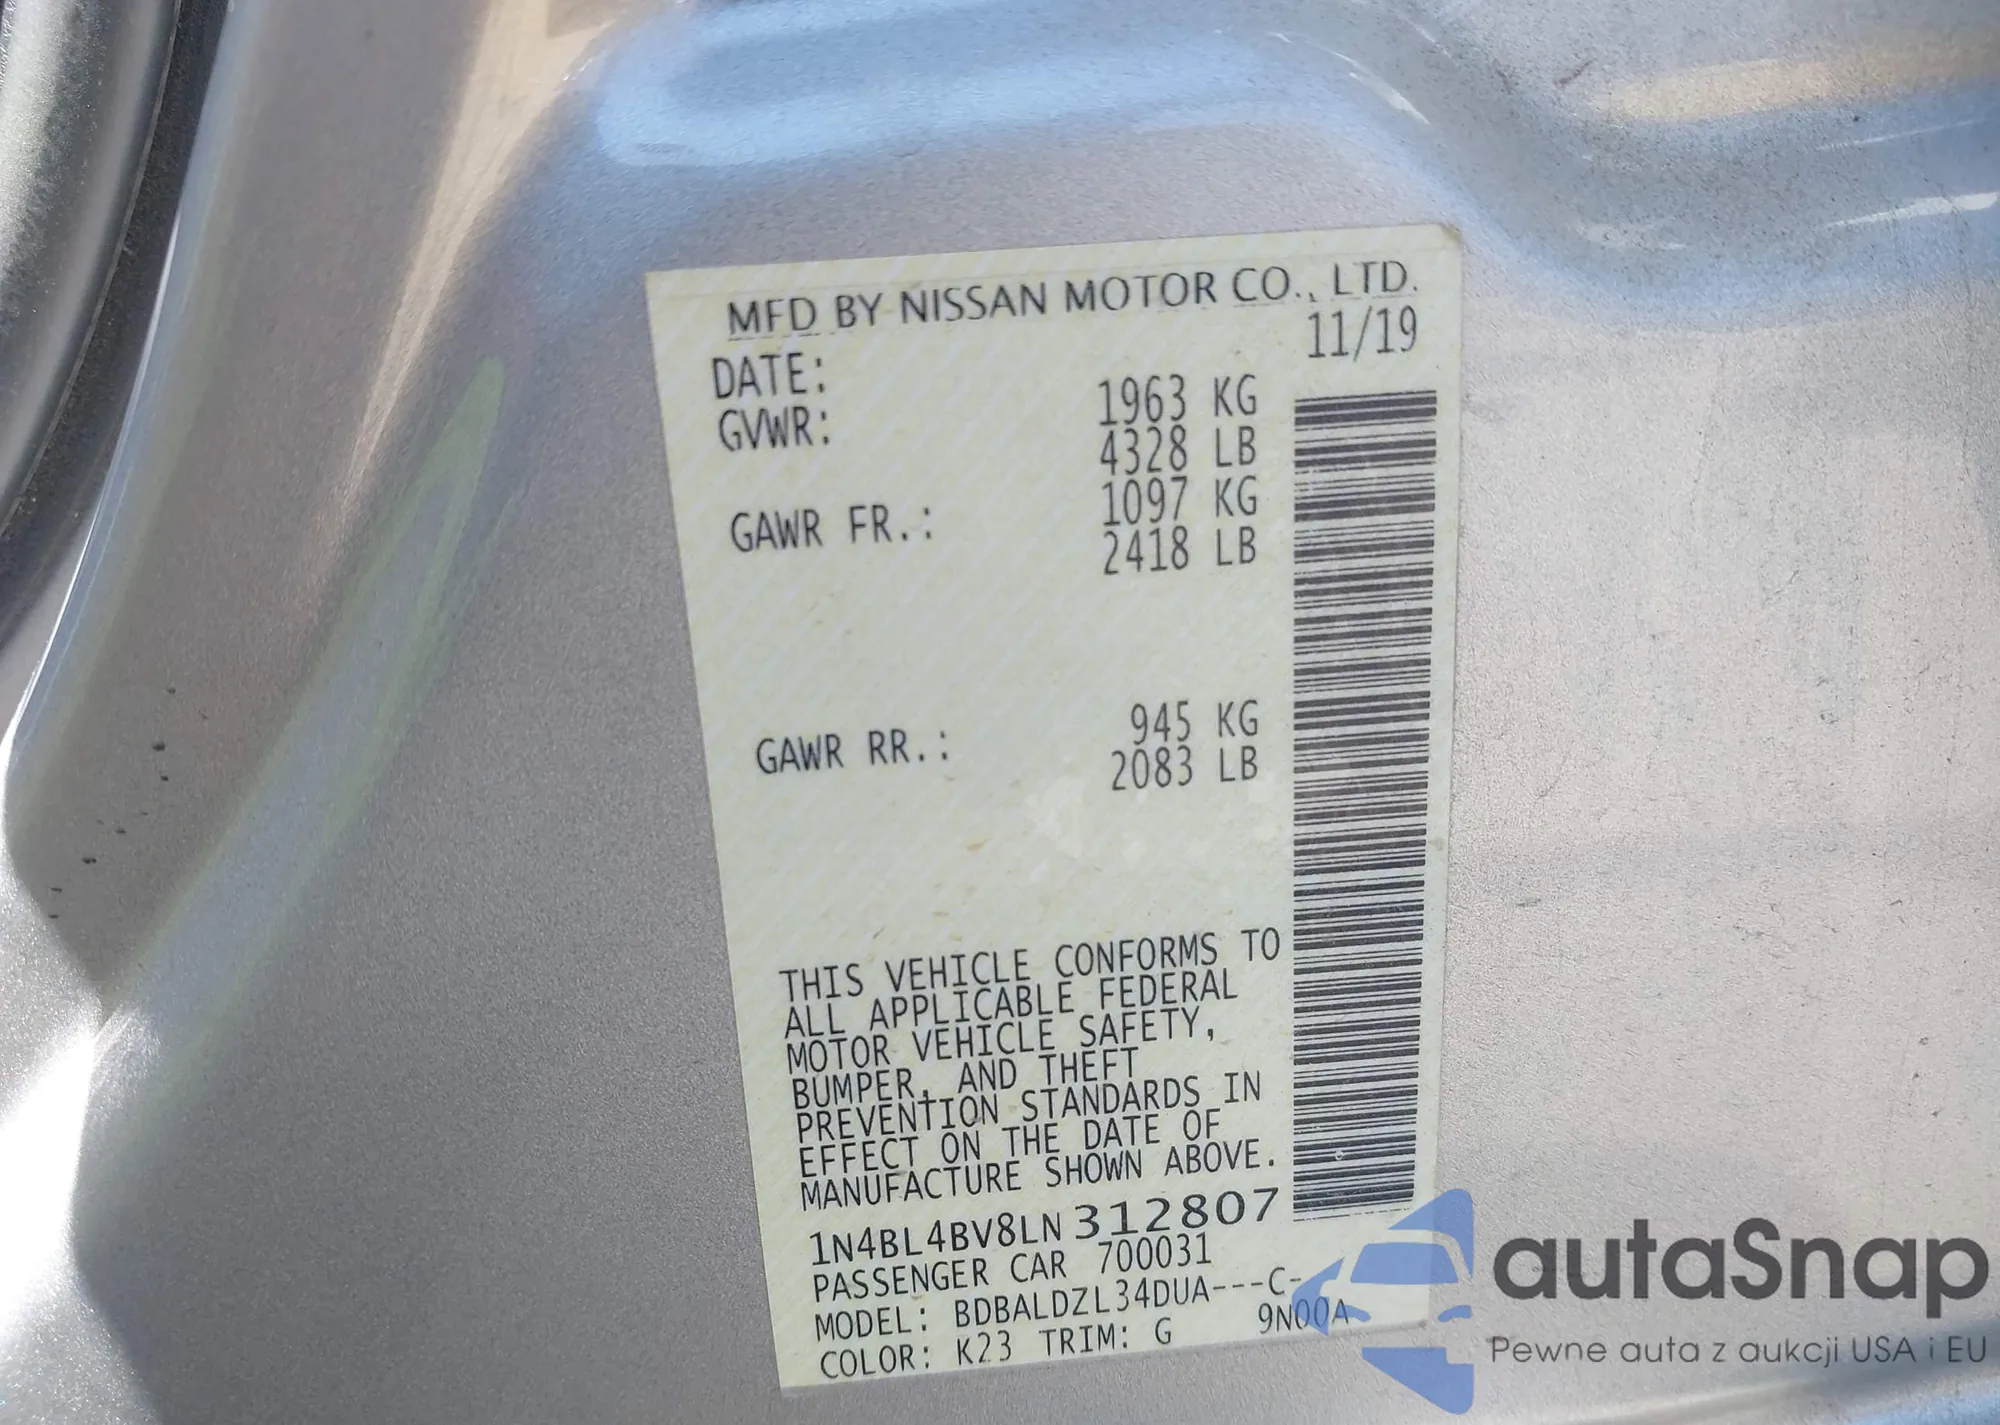 MFD BY NISSAN MOTOR CO., LTD.
DATE: 11/19
GVWR: 1963 KG
4328 LB
GAWR FR.: 1097 KG
2418 LB
GAWR RR.: 945 KG
2083 LB
THIS VEHICLE CONFORMS TO
ALL APPLICABLE FEDERAL
MOTOR VEHICLE SAFETY,
BUMPER, AND THEFT
PREVENTION STANDARDS IN
EFFECT ON THE DATE OF
MANUFACTURE SHOWN ABOVE.
1N4BL4BV8LN312807
PASSENGER CAR 700031
MODEL: BDBALDZL34DUA---C-
COLOR: K23 TRIM: G 9N00A
autaSnap
Pewne auta z aukcji USA i EU